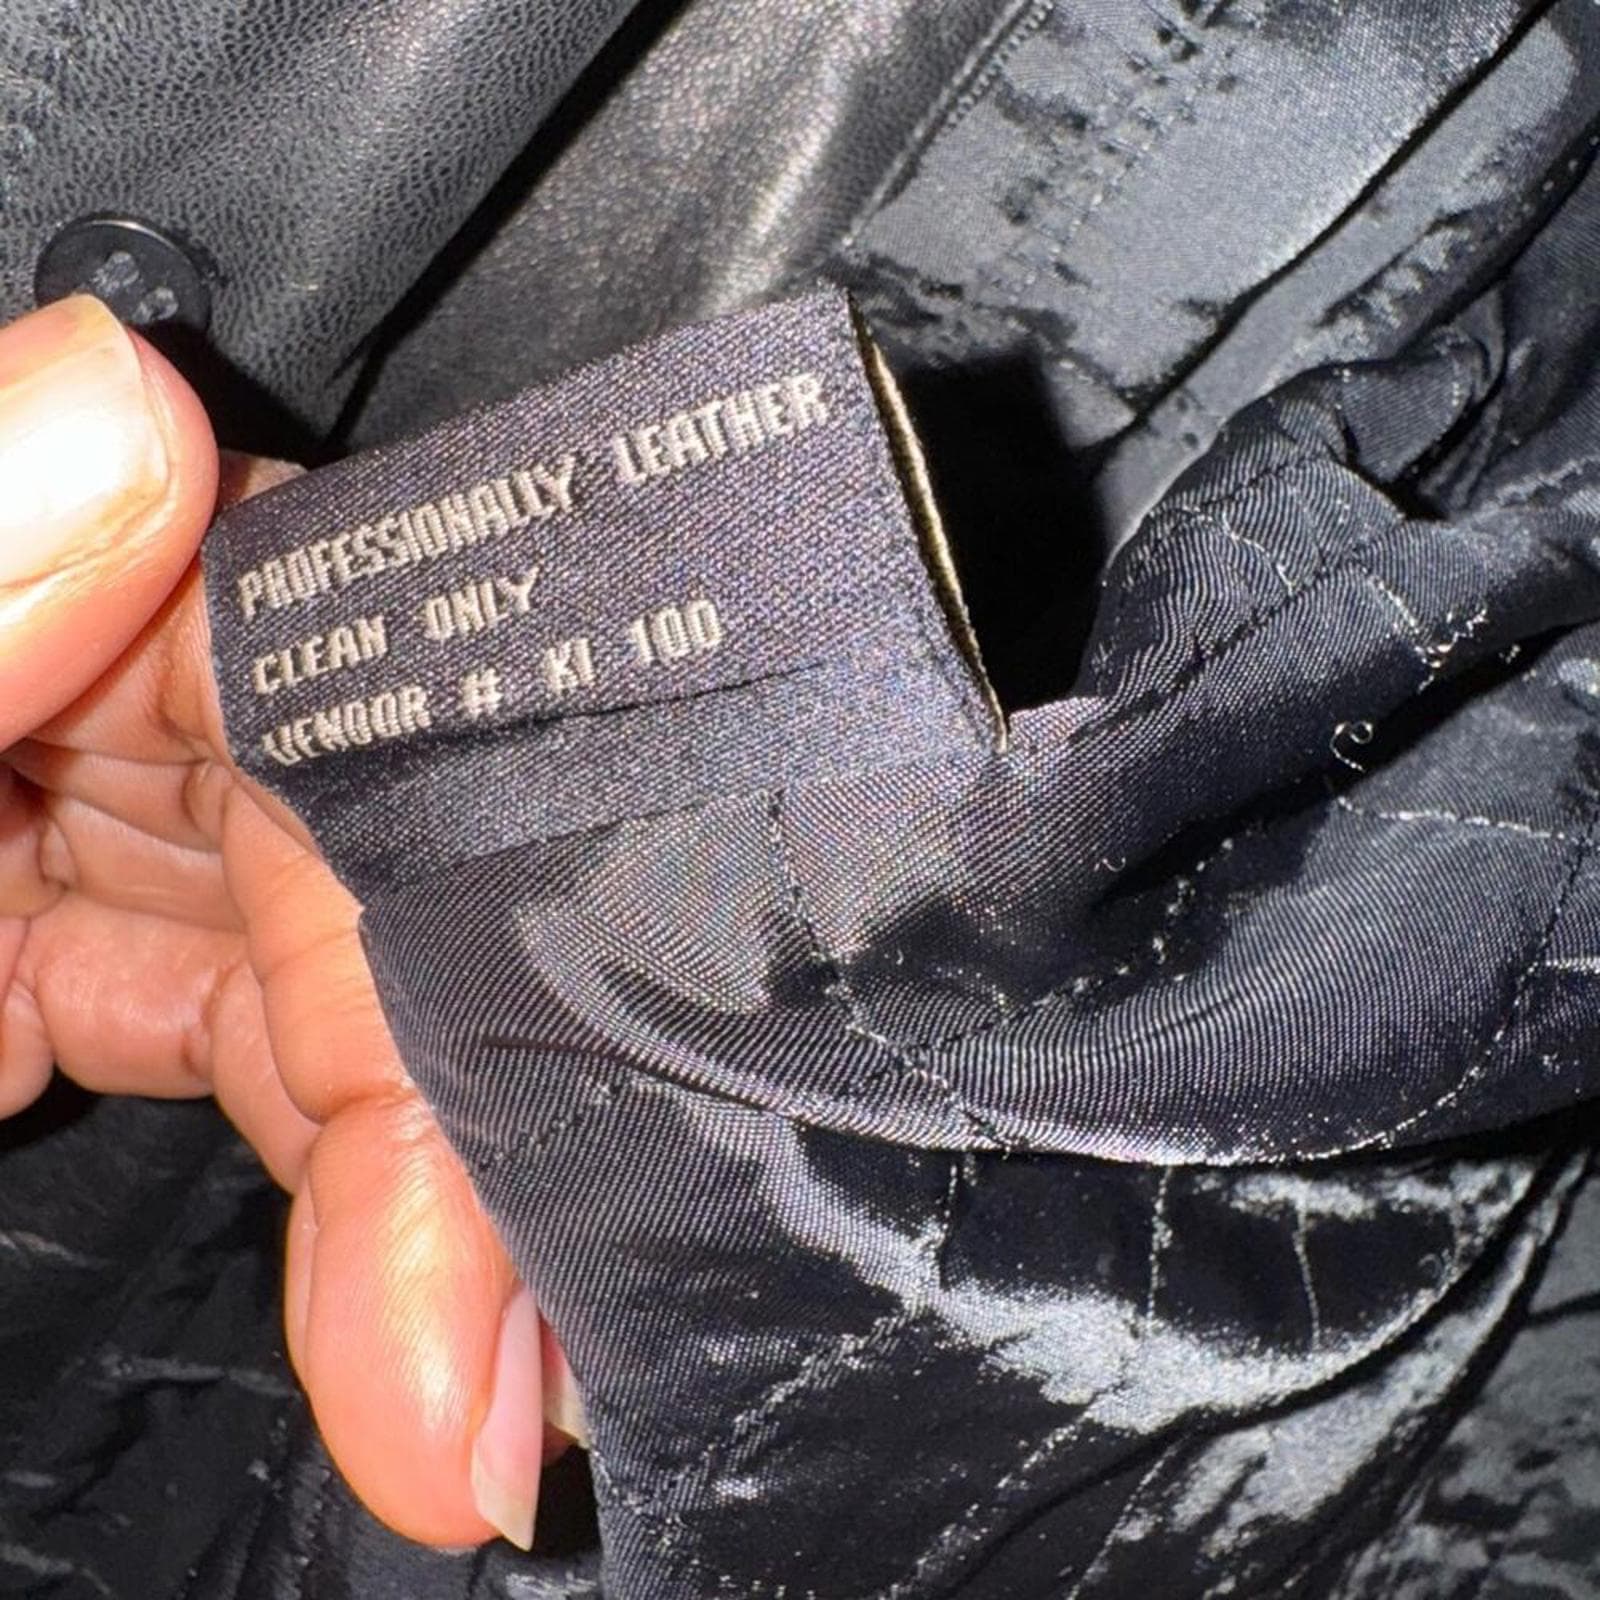 PROFESSIONALLY LEATHER
CLEAN ONLY
VENDOR # KI 100